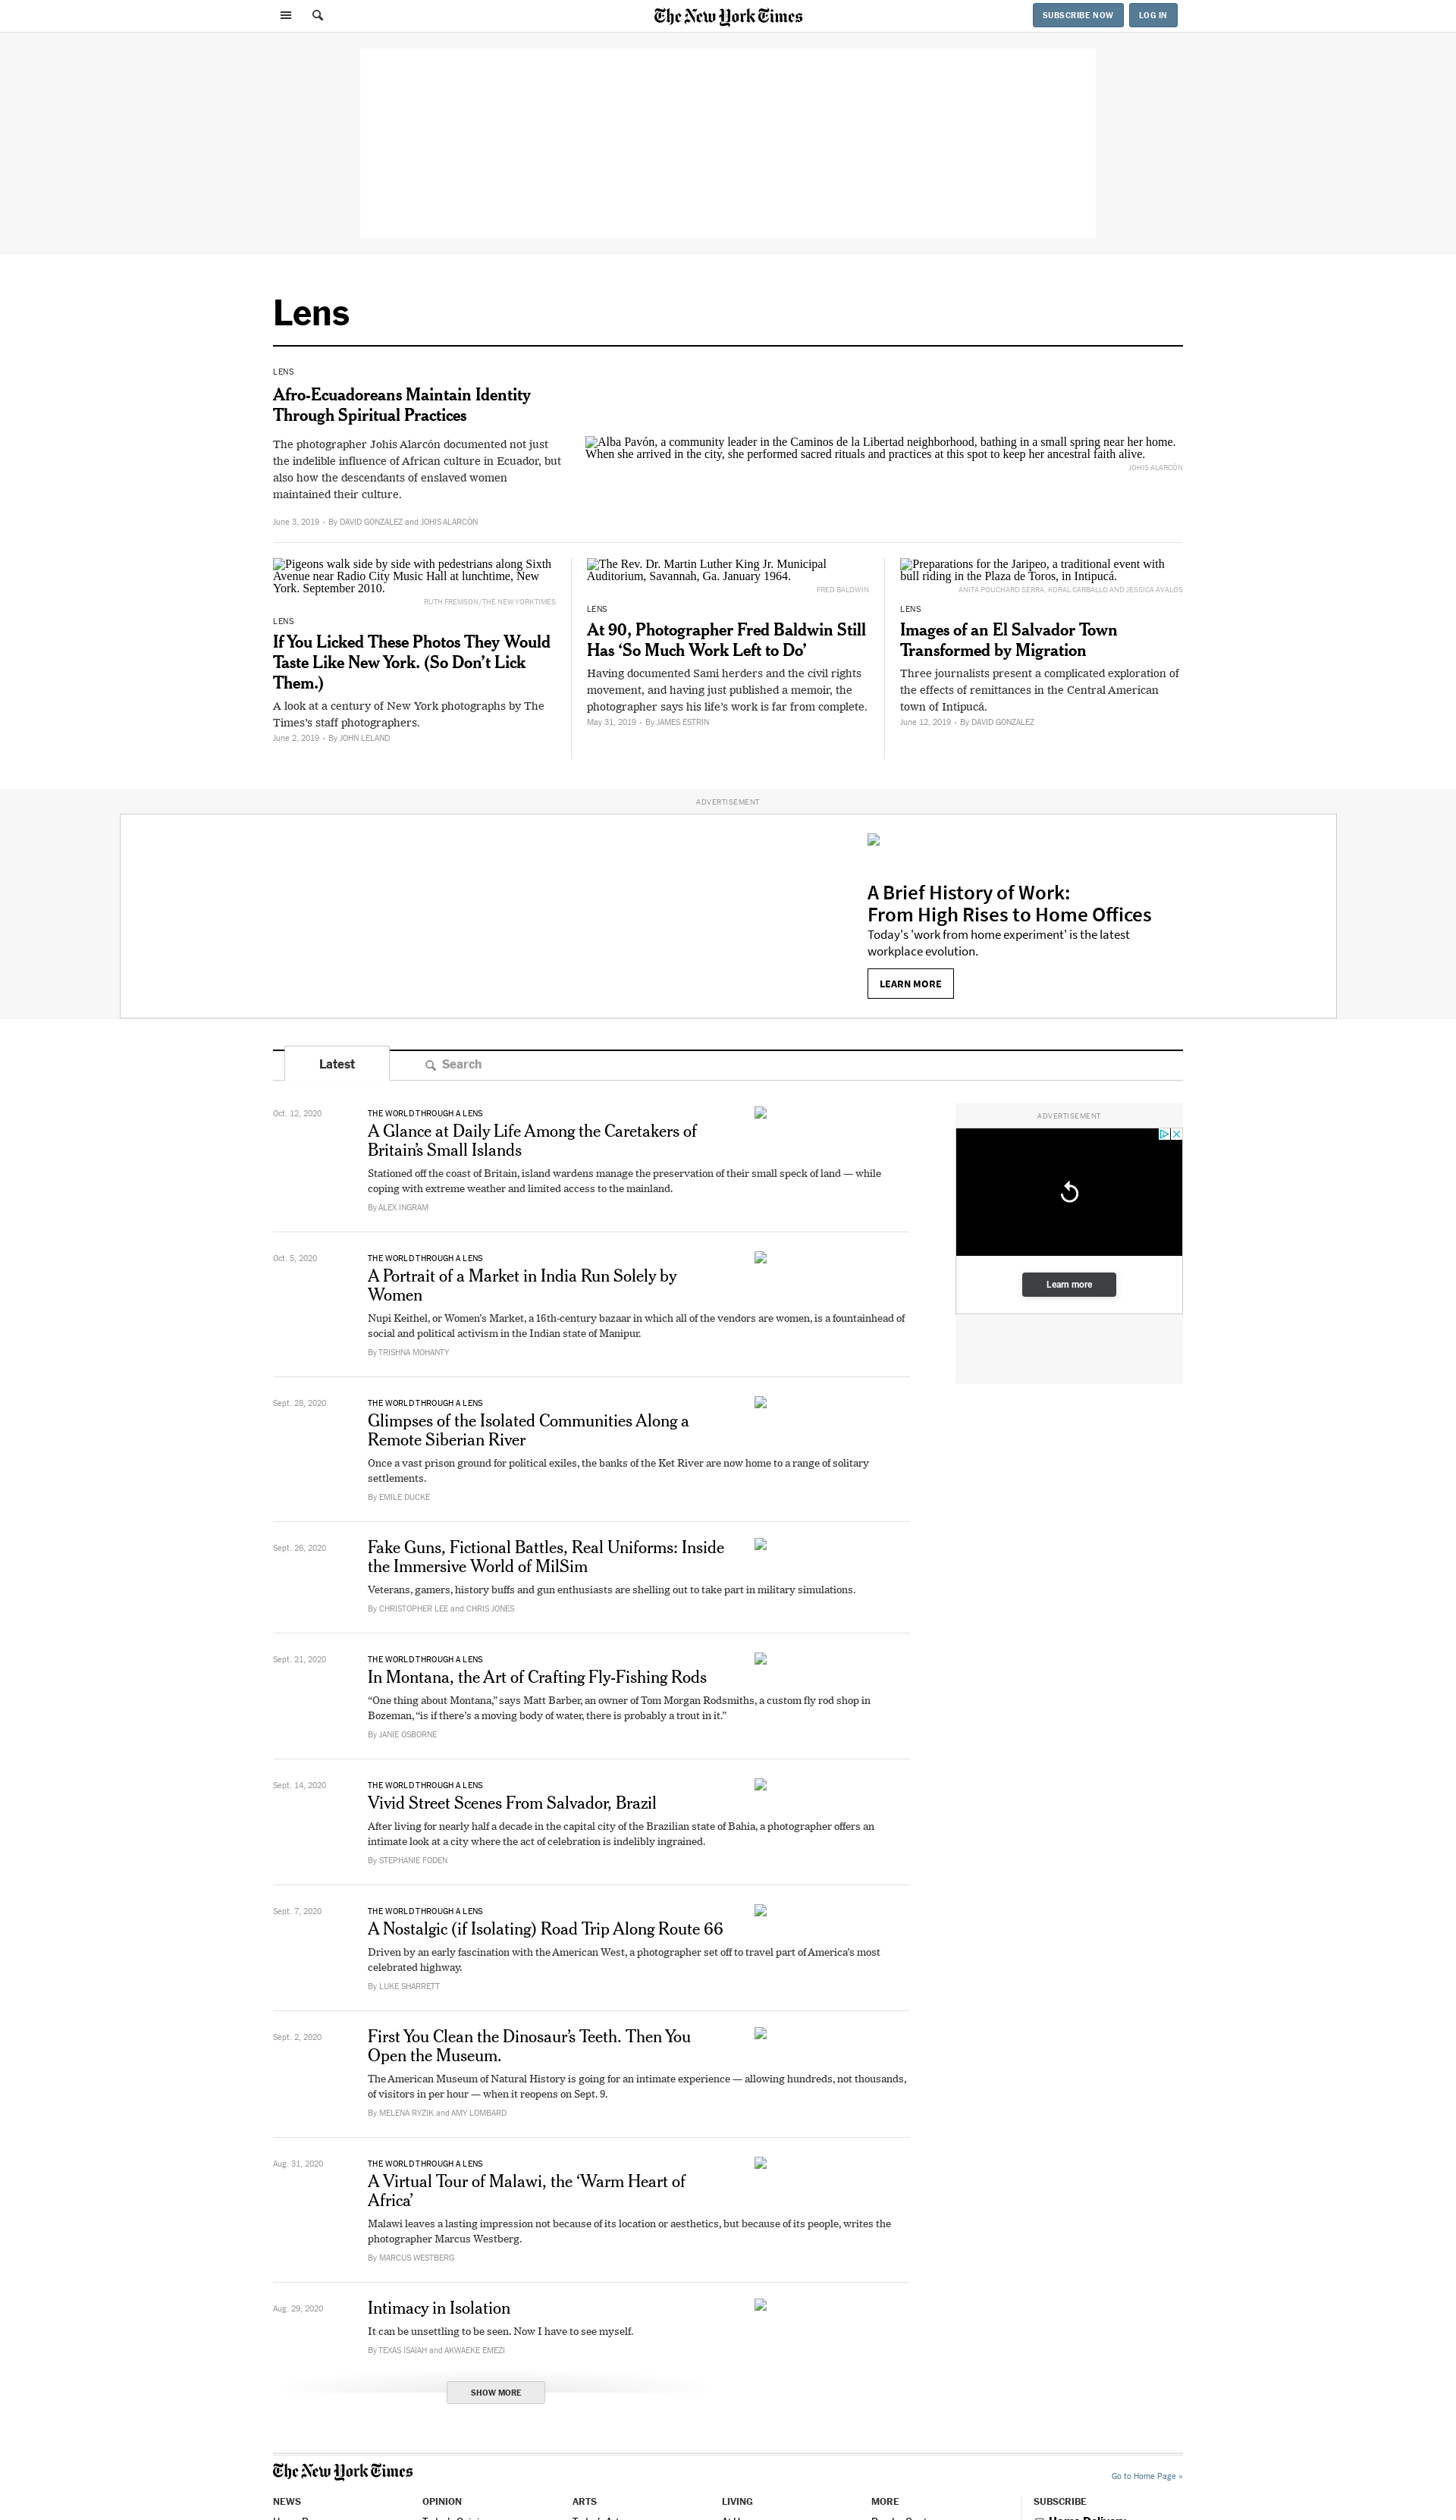 The New York Times
SUBSCRIBE NOW
LOG IN
Lens
LENS
Afro-Ecuadoreans Maintain Identity
Through Spiritual Practices
The photographer Johis Alarcón documented not just
the indelible influence of African culture in Ecuador, but
also how the descendants of enslaved women
maintained their culture.
June 3, 2019 • By DAVID GONZALEZ and JOHIS ALARCÓN
Alba Pavón, a community leader in the Caminos de la Libertad neighborhood, bathing in a small spring near her home.
When she arrived in the city, she performed sacred rituals and practices at this spot to keep her ancestral faith alive.
JOHIS ALARCÓN
Pigeons walk side by side with pedestrians along Sixth
Avenue near Radio City Music Hall at lunchtime, New
York. September 2010.
RUTH FREMSON/THE NEW YORK TIMES
LENS
If You Licked These Photos They Would
Taste Like New York. (So Don’t Lick
Them.)
A look at a century of New York photographs by The
Times’s staff photographers.
June 2, 2019 • By JOHN LELAND
The Rev. Dr. Martin Luther King Jr. Municipal
Auditorium, Savannah, Ga. January 1964.
FRED BALDWIN
LENS
At 90, Photographer Fred Baldwin Still
Has ‘So Much Work Left to Do’
Having documented Sami herders and the civil rights
movement, and having just published a memoir, the
photographer says his life’s work is far from complete.
May 31, 2019 • By JAMES ESTRIN
Preparations for the Jaripeo, a traditional event with
bull riding in the Plaza de Toros, in Intipucá.
ANITA POUCHARD SERRA, KORAL CARBALLO AND JESSICA AVALOS
LENS
Images of an El Salvador Town
Transformed by Migration
Three journalists present a complicated exploration of
the effects of remittances in the Central American
town of Intipucá.
June 12, 2019 • By DAVID GONZALEZ
ADVERTISEMENT
A Brief History of Work:
From High Rises to Home Offices
Today's 'work from home experiment' is the latest
workplace evolution.
LEARN MORE
Latest
Search
Oct. 12, 2020
THE WORLD THROUGH A LENS
A Glance at Daily Life Among the Caretakers of
Britain’s Small Islands
Stationed off the coast of Britain, island wardens manage the preservation of their small speck of land — while
coping with extreme weather and limited access to the mainland.
By ALEX INGRAM
ADVERTISEMENT
Learn more
Oct. 5, 2020
THE WORLD THROUGH A LENS
A Portrait of a Market in India Run Solely by
Women
Nupi Keithel, or Women's Market, a 16th-century bazaar in which all of the vendors are women, is a fountainhead of
social and political activism in the Indian state of Manipur.
By TRISHNA MOHANTY
Sept. 28, 2020
THE WORLD THROUGH A LENS
Glimpses of the Isolated Communities Along a
Remote Siberian River
Once a vast prison ground for political exiles, the banks of the Ket River are now home to a range of solitary
settlements.
By EMILE DUCKE
Sept. 26, 2020
Fake Guns, Fictional Battles, Real Uniforms: Inside
the Immersive World of MilSim
Veterans, gamers, history buffs and gun enthusiasts are shelling out to take part in military simulations.
By CHRISTOPHER LEE and CHRIS JONES
Sept. 21, 2020
THE WORLD THROUGH A LENS
In Montana, the Art of Crafting Fly-Fishing Rods
“One thing about Montana,” says Matt Barber, an owner of Tom Morgan Rodsmiths, a custom fly rod shop in
Bozeman, “is if there’s a moving body of water, there is probably a trout in it.”
By JANIE OSBORNE
Sept. 14, 2020
THE WORLD THROUGH A LENS
Vivid Street Scenes From Salvador, Brazil
After living for nearly half a decade in the capital city of the Brazilian state of Bahia, a photographer offers an
intimate look at a city where the act of celebration is indelibly ingrained.
By STEPHANIE FODEN
Sept. 7, 2020
THE WORLD THROUGH A LENS
A Nostalgic (if Isolating) Road Trip Along Route 66
Driven by an early fascination with the American West, a photographer set off to travel part of America’s most
celebrated highway.
By LUKE SHARRETT
Sept. 2, 2020
First You Clean the Dinosaur’s Teeth. Then You
Open the Museum.
The American Museum of Natural History is going for an intimate experience — allowing hundreds, not thousands,
of visitors in per hour — when it reopens on Sept. 9.
By MELENA RYZIK and AMY LOMBARD
Aug. 31, 2020
THE WORLD THROUGH A LENS
A Virtual Tour of Malawi, the ‘Warm Heart of
Africa’
Malawi leaves a lasting impression not because of its location or aesthetics, but because of its people, writes the
photographer Marcus Westberg.
By MARCUS WESTBERG
Aug. 29, 2020
Intimacy in Isolation
It can be unsettling to be seen. Now I have to see myself.
By TEXAS ISAIAH and AKWAEKE EMEZI
SHOW MORE
The New York Times
Go to Home Page »
NEWS
OPINION
ARTS
LIVING
MORE
SUBSCRIBE